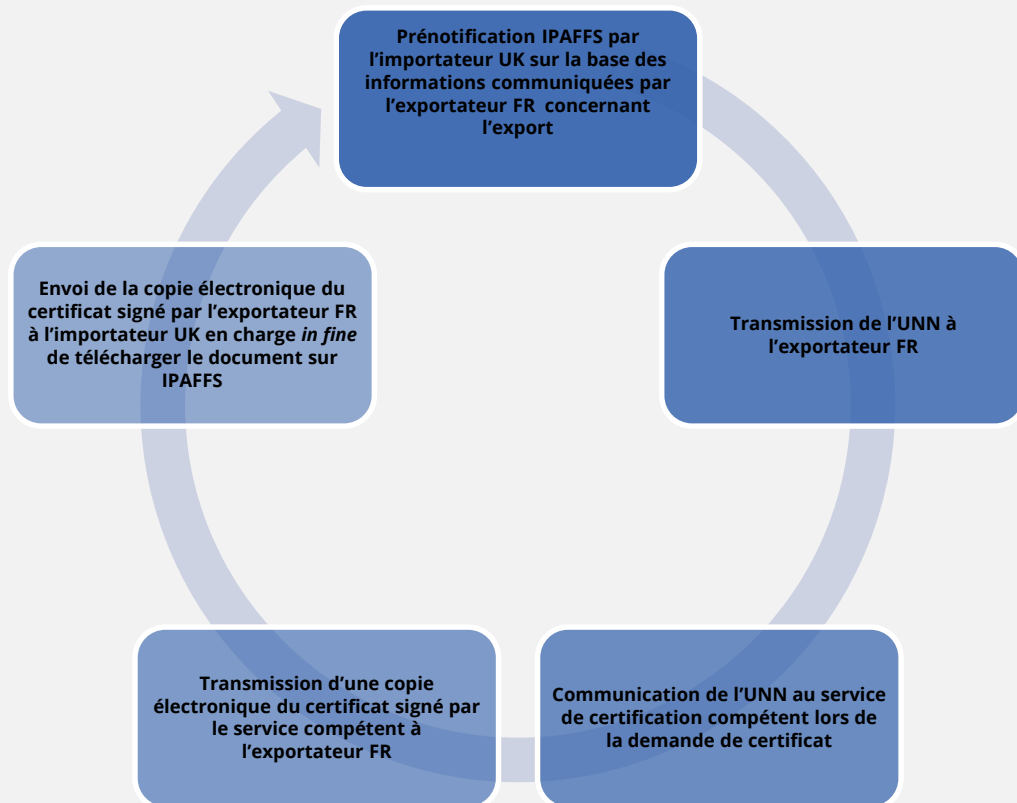 Prénotification IPAFFS par
l'importateur UK sur la base des
informations communiquées par
l'exportateur FR  concernant
l'export
Transmission de l'UNN à
l'exportateur FR
Communication de l'UNN au service
de certification compétent lors de
la demande de certificat
Transmission d'une copie
électronique du certificat signé par
le service compétent à
l'exportateur FR
Envoi de la copie électronique du
certificat signé par l'exportateur FR
à l'importateur UK en charge in fine
de télécharger le document sur
IPAFFS